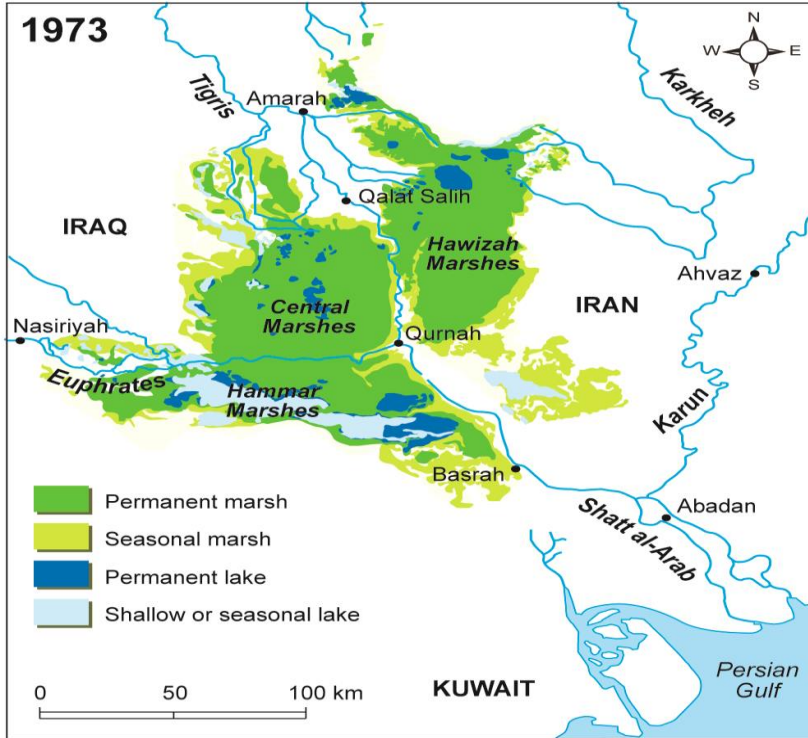 1973
N
W E
S
Tigris
Karkheh
Amarah
Qalat Salih
IRAQ
Hawizah
Marshes
Ahvaz
Central
Marshes
IRAN
Nasiriyah
Qurnah
Euphrates
Hammar
Marshes
Karun
Basrah
Permanent marsh
Seasonal marsh
Permanent lake
Shallow or seasonal lake
Abadan
Shatt al-Arab
0 50 100 km
KUWAIT
Persian
Gulf